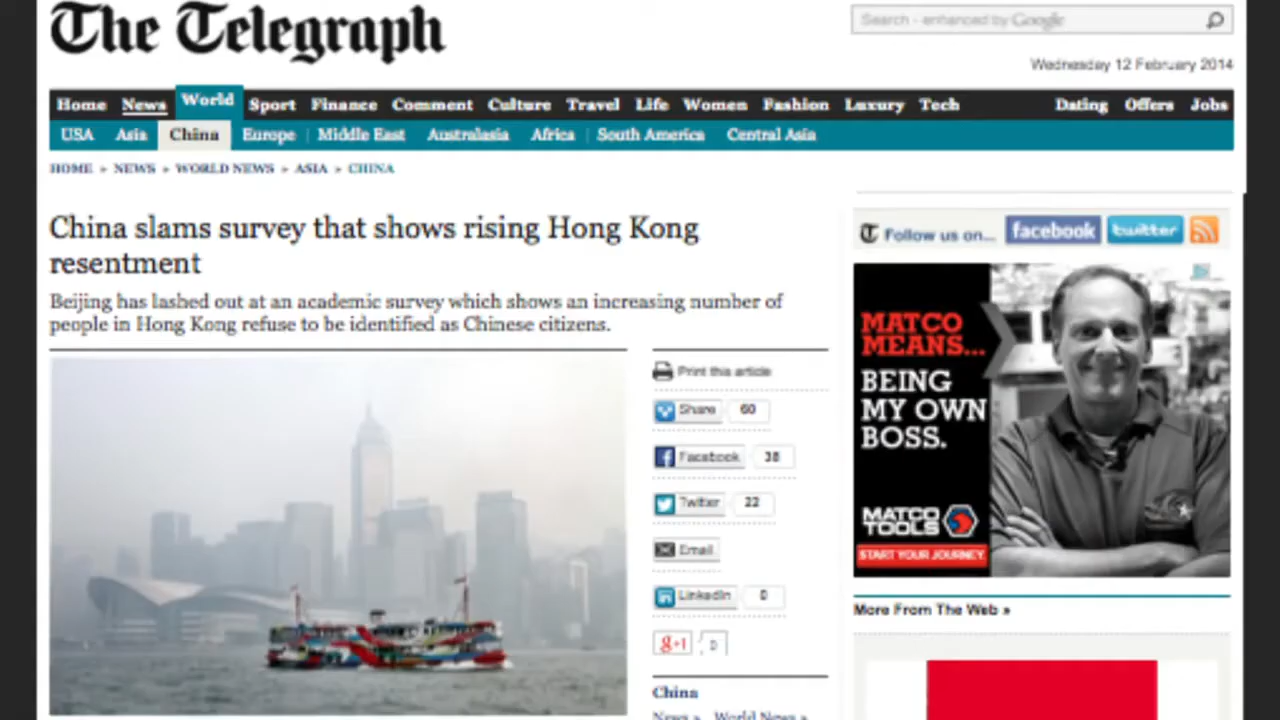 The Telegraph
Search - enhanced by Google
Wednesday 12 February 2014
Home News World Sport Finance Comment Culture Travel Life Women Fashion Luxury Tech Dating Offers Jobs
USA Asia China Europe Middle East Australasia Africa South America Central Asia
HOME » NEWS » WORLD NEWS » ASIA » CHINA
China slams survey that shows rising Hong Kong
resentment
Beijing has lashed out at an academic survey which shows an increasing number of
people in Hong Kong refuse to be identified as Chinese citizens.
Print this article
Share 60
Facebook 38
Twitter 22
Email
LinkedIn 0
g+1 0
China
News » World News »
T Follow us on... facebook twitter
MATCO
MEANS...
BEING
MY OWN
BOSS.
MATCO
TOOLS
START YOUR JOURNEY
More From The Web »